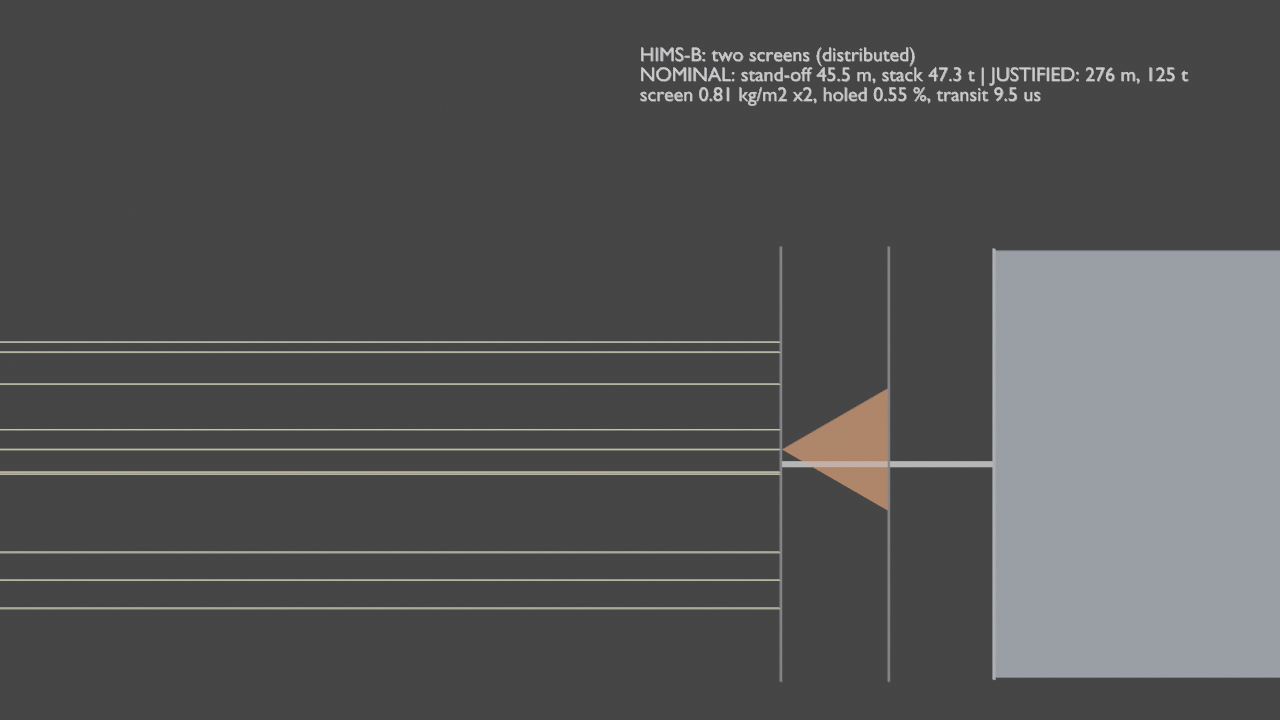 HIMS-B: two screens (distributed)
NOMINAL: stand-off 45.5 m, stack 47.3 t | JUSTIFIED: 276 m, 125 t
screen 0.81 kg/m2 x2, holed 0.55 %, transit 9.5 us